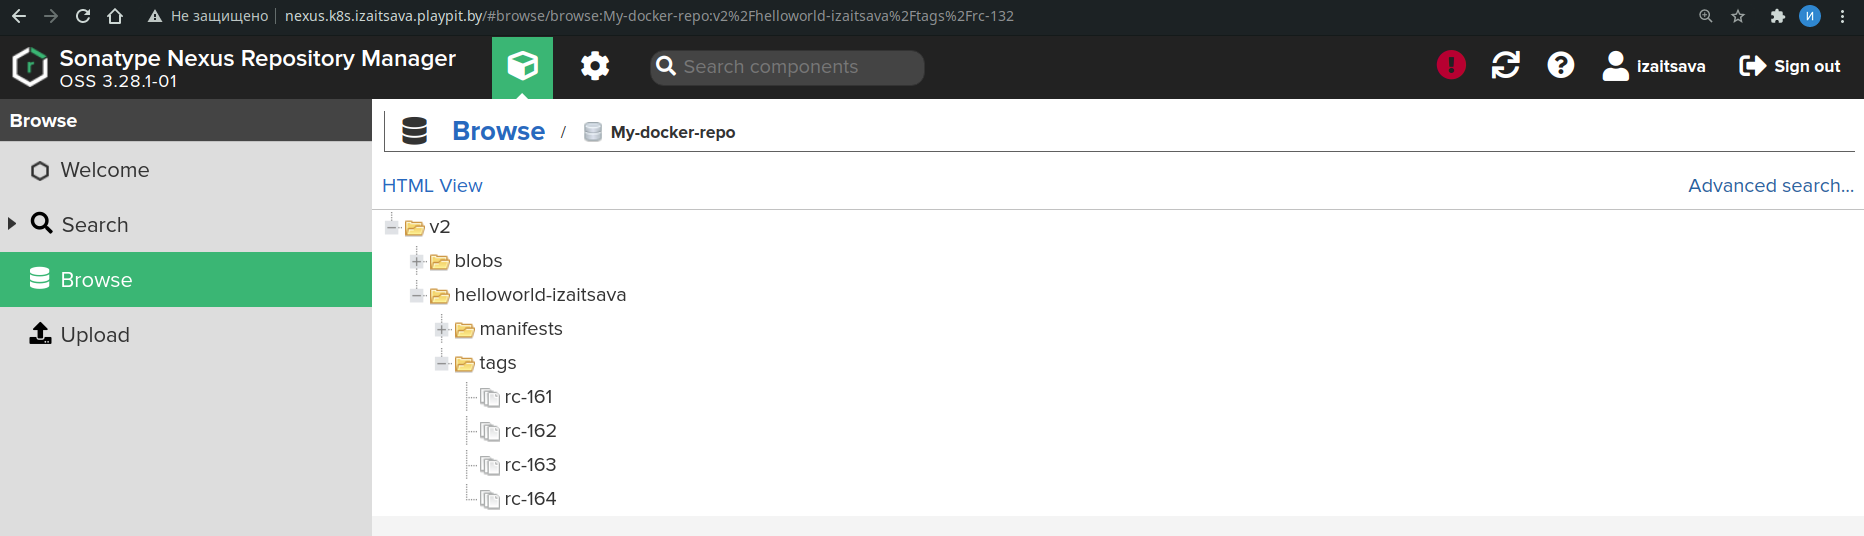 Не защищено nexus.k8s.izaitsava.playpit.by/#browse/browse:My-docker-repo:v2%2Fhelloworld-izaitsava%2Ftags%2Frc-132
И
Sonatype Nexus Repository Manager
OSS 3.28.1-01
Search components
izaitsava
Sign out
Browse
Welcome
Search
Browse
Upload
Browse / My-docker-repo
HTML View
Advanced search...
v2
blobs
helloworld-izaitsava
manifests
tags
rc-161
rc-162
rc-163
rc-164